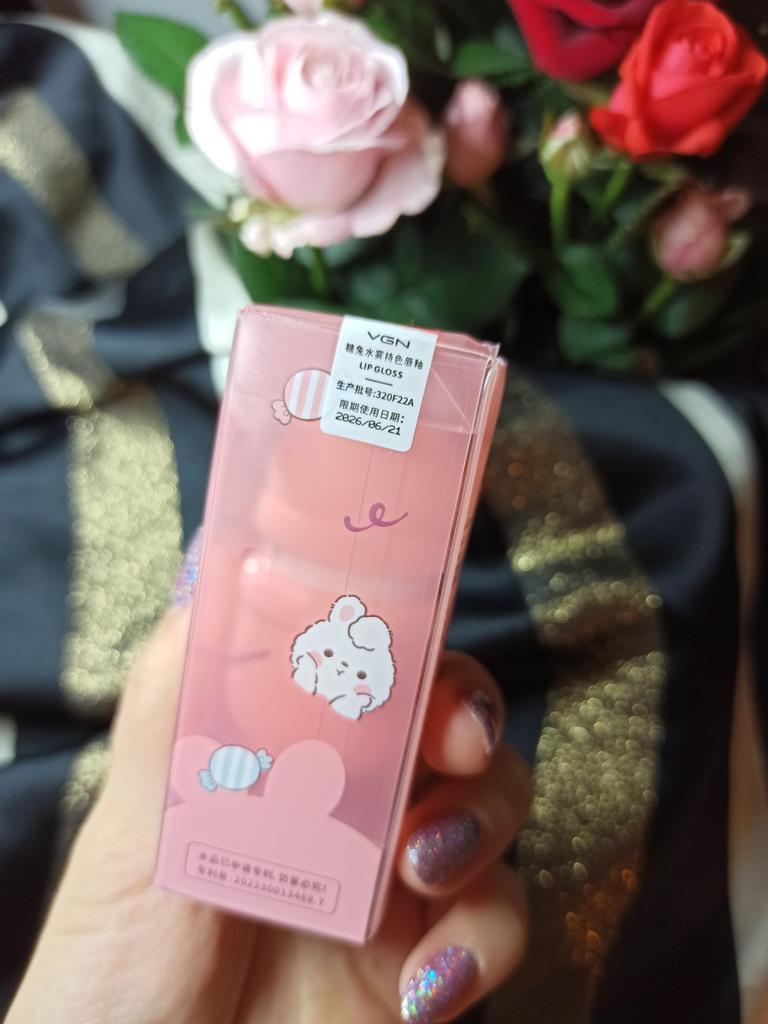 VGN
糖兔水雾持色唇釉
LIP GLOSS
生产批号:320F22A
限期使用日期:
2026/06/21
本品已申请专利,仿冒必究!
专利号:202230013488.7